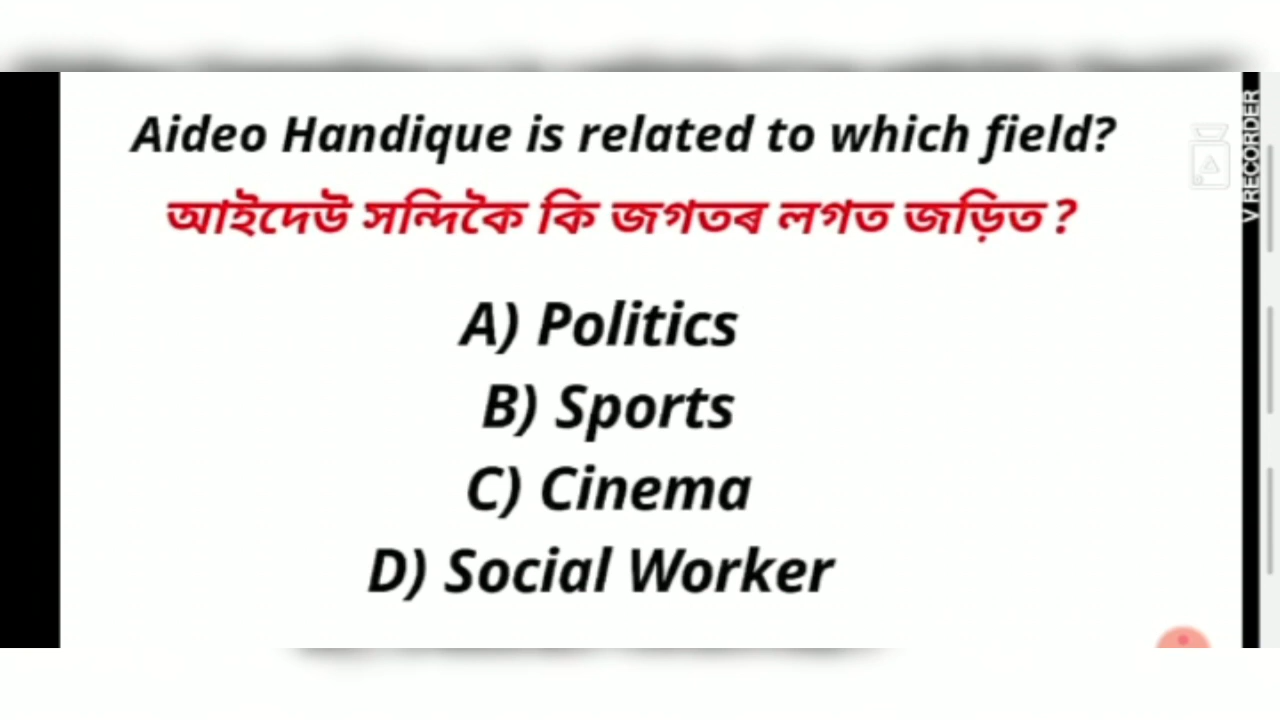 Aideo Handique is related to which field?
আইদেউ সন্দিকৈ কি জগতৰ লগত জড়িত ?
A) Politics
B) Sports
C) Cinema
D) Social Worker
V RECORDER